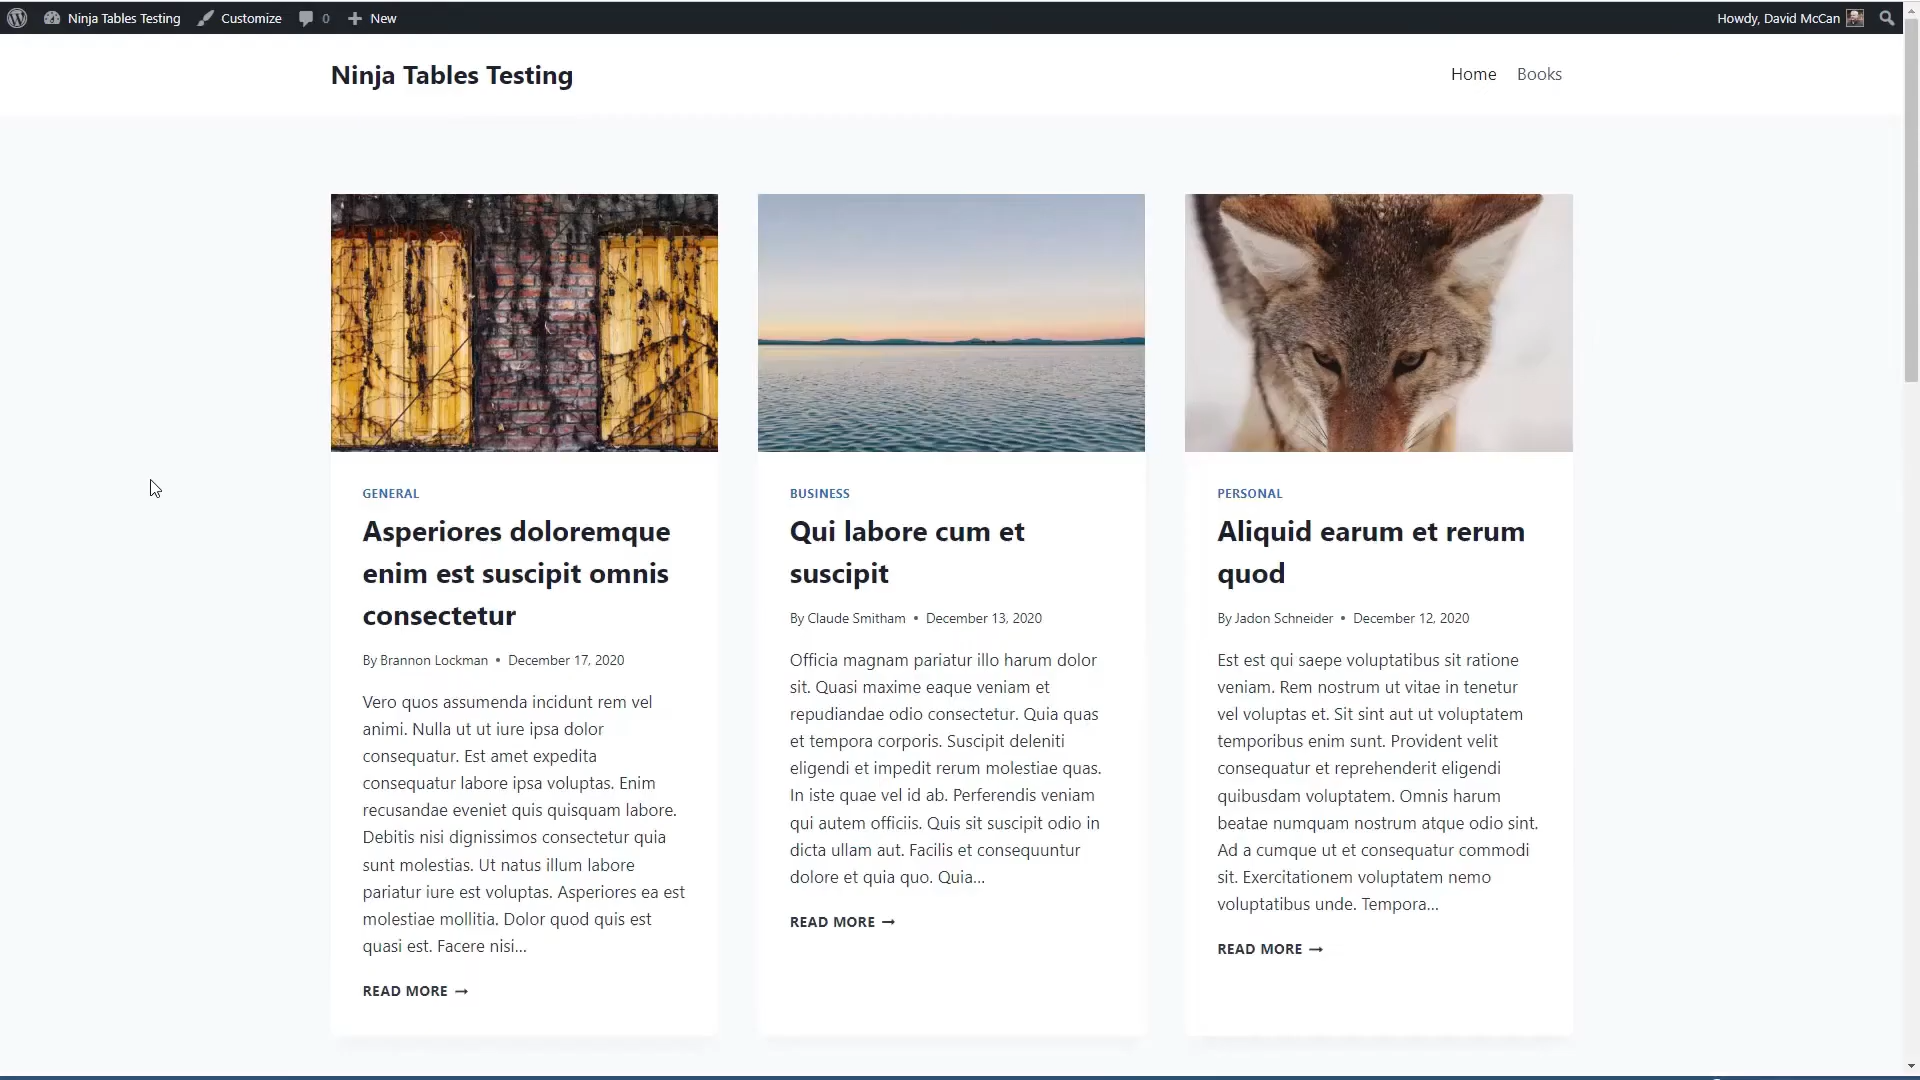 Ninja Tables Testing
Customize
0
New
Howdy, David McCan
Ninja Tables Testing
Home
Books
GENERAL
Asperiores doloremque
enim est suscipit omnis
consectetur
By Brannon Lockman • December 17, 2020
Vero quos assumenda incidunt rem vel
animi. Nulla ut ut iure ipsa dolor
consequatur. Est amet expedita
consequatur labore ipsa voluptas. Enim
recusandae eveniet quis quisquam labore.
Debitis nisi dignissimos consectetur quia
sunt molestias. Ut natus illum labore
pariatur iure est voluptas. Asperiores ea est
molestiae mollitia. Dolor quod quis est
quasi est. Facere nisi...
READ MORE →
BUSINESS
Qui labore cum et
suscipit
By Claude Smitham • December 13, 2020
Officia magnam pariatur illo harum dolor
sit. Quasi maxime eaque veniam et
repudiandae odio consectetur. Quia quas
et tempora corporis. Suscipit deleniti
eligendi et impedit rerum molestiae quas.
In iste quae vel id ab. Perferendis veniam
qui autem officiis. Quis sit suscipit odio in
dicta ullam aut. Facilis et consequuntur
dolore et quia quo. Quia...
READ MORE →
PERSONAL
Aliquid earum et rerum
quod
By Jadon Schneider • December 12, 2020
Est est qui saepe voluptatibus sit ratione
veniam. Rem nostrum ut vitae in tenetur
vel voluptas et. Sit sint aut ut voluptatem
temporibus enim sunt. Provident velit
consequatur et reprehenderit eligendi
quibusdam voluptatem. Omnis harum
beatae numquam nostrum atque odio sint.
Ad a cumque ut et consequatur commodi
sit. Exercitationem voluptatem nemo
voluptatibus unde. Tempora...
READ MORE →